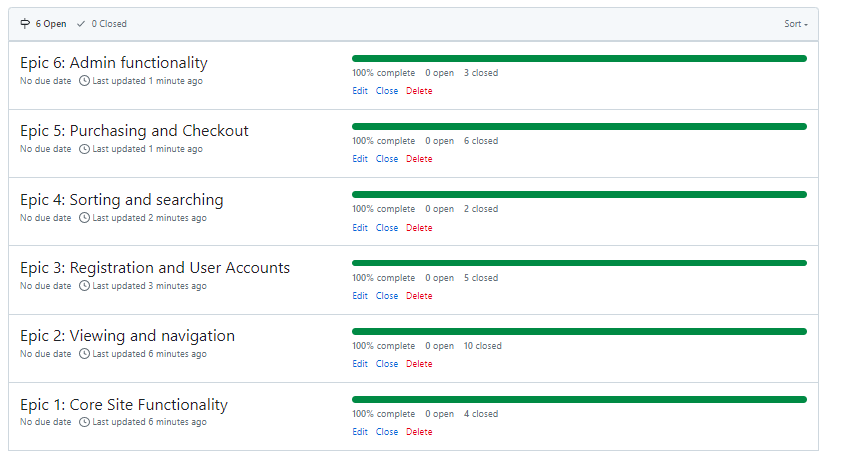 6 Open 0 Closed Sort
Epic 6: Admin functionality
No due date Last updated 1 minute ago
100% complete 0 open 3 closed
Edit Close Delete
Epic 5: Purchasing and Checkout
No due date Last updated 1 minute ago
100% complete 0 open 6 closed
Edit Close Delete
Epic 4: Sorting and searching
No due date Last updated 2 minutes ago
100% complete 0 open 2 closed
Edit Close Delete
Epic 3: Registration and User Accounts
No due date Last updated 3 minutes ago
100% complete 0 open 5 closed
Edit Close Delete
Epic 2: Viewing and navigation
No due date Last updated 6 minutes ago
100% complete 0 open 10 closed
Edit Close Delete
Epic 1: Core Site Functionality
No due date Last updated 6 minutes ago
100% complete 0 open 4 closed
Edit Close Delete